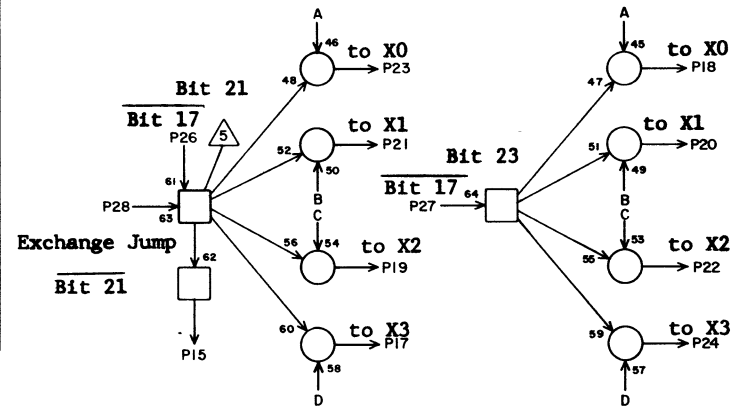 A
46
to X0
P23
48
Bit 21
Bit 17
P26
5
to X1
P21
52
50
61
P28
63
B
C
Exchange Jump
62
56
54
to X2
P19
Bit 21
60
to X3
P17
58
P15
D
A
45
to X0
P18
47
to X1
P20
51
49
Bit 23
Bit 17
P27
64
B
C
53
55
to X2
P22
59
to X3
P24
57
D